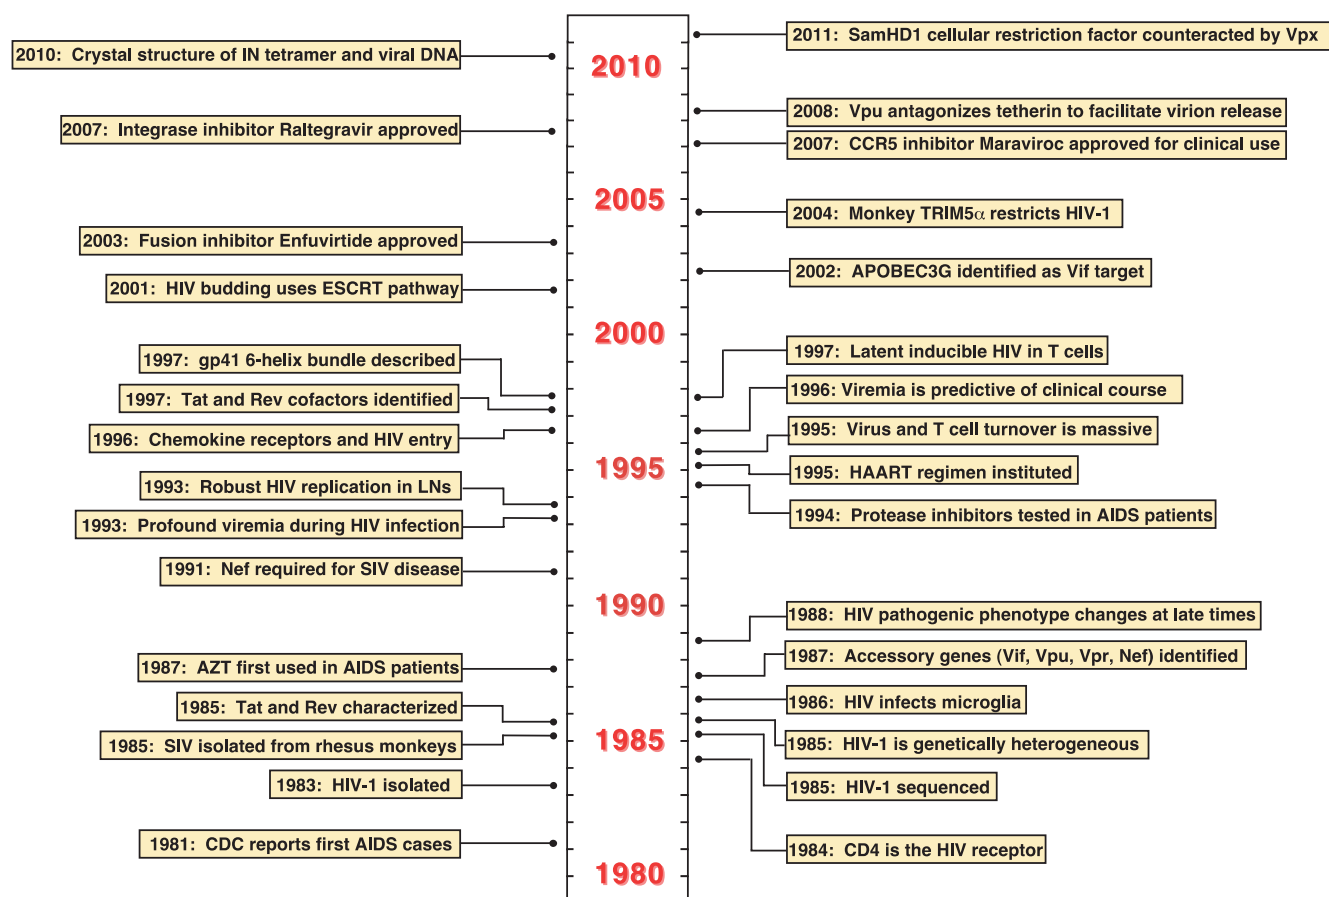 2010: Crystal structure of IN tetramer and viral DNA
2007: Integrase inhibitor Raltegravir approved
2003: Fusion inhibitor Enfuvirtide approved
2001: HIV budding uses ESCRT pathway
1997: gp41 6-helix bundle described
1997: Tat and Rev cofactors identified
1996: Chemokine receptors and HIV entry
1993: Robust HIV replication in LNs
1993: Profound viremia during HIV infection
1991: Nef required for SIV disease
1987: AZT first used in AIDS patients
1985: Tat and Rev characterized
1985: SIV isolated from rhesus monkeys
1983: HIV-1 isolated
1981: CDC reports first AIDS cases
2010
2005
2000
1995
1990
1985
1980
2011: SamHD1 cellular restriction factor counteracted by Vpx
2008: Vpu antagonizes tetherin to facilitate virion release
2007: CCR5 inhibitor Maraviroc approved for clinical use
2004: Monkey TRIM5α restricts HIV-1
2002: APOBEC3G identified as Vif target
1997: Latent inducible HIV in T cells
1996: Viremia is predictive of clinical course
1995: Virus and T cell turnover is massive
1995: HAART regimen instituted
1994: Protease inhibitors tested in AIDS patients
1988: HIV pathogenic phenotype changes at late times
1987: Accessory genes (Vif, Vpu, Vpr, Nef) identified
1986: HIV infects microglia
1985: HIV-1 is genetically heterogeneous
1985: HIV-1 sequenced
1984: CD4 is the HIV receptor